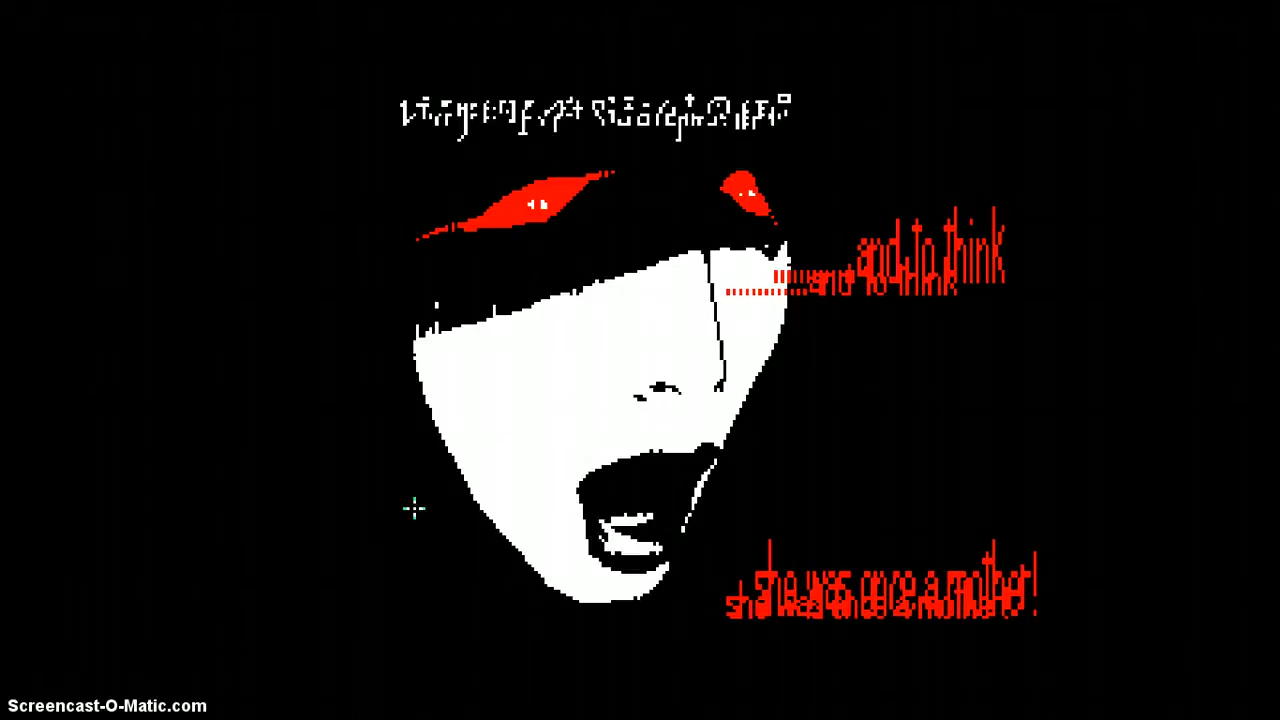 and to think
..........and to think
she was once a mother!
she was once a mother!
Screencast-O-Matic.com